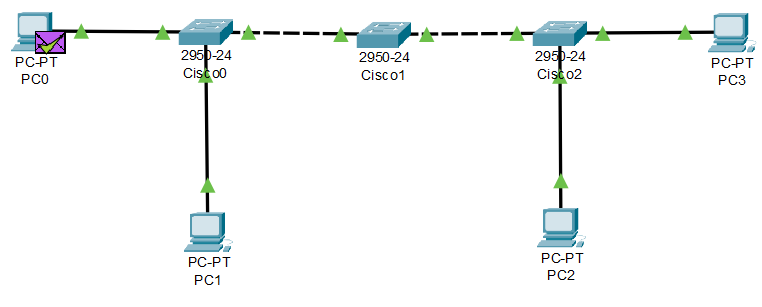 PC-PT
PC0
2950-24
Cisco0
2950-24
Cisco1
2950-24
Cisco2
PC-PT
PC3
PC-PT
PC1
PC-PT
PC2